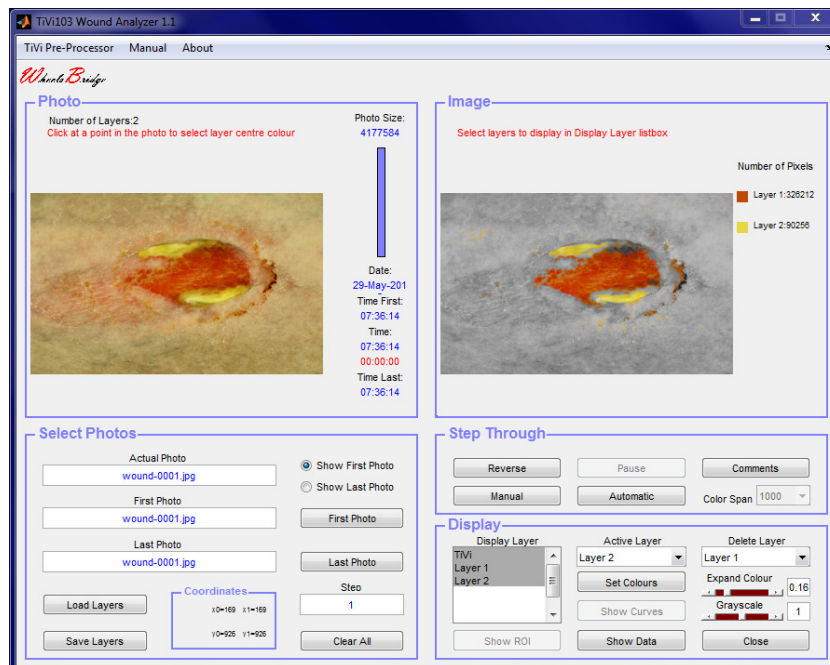 TiVi103 Wound Analyzer 1.1
TiVi Pre-Processor Manual About
Wheels Bridge
Photo
Number of Layers:2
Click at a point in the photo to select layer centre colour
Photo Size:
4177584
Date:
29-May-201
Time First:
07:36:14
Time:
07:36:14
00:00:00
Time Last:
07:36:14
Image
Select layers to display in Display Layer listbox
Number of Pixels
Layer 1:326212
Layer 2:90256
Select Photos
Actual Photo
wound-0001.jpg
First Photo
wound-0001.jpg
Last Photo
wound-0001.jpg
Show First Photo
Show Last Photo
First Photo
Last Photo
Step
1
Load Layers
Save Layers
Coordinates
x0=169 x1=169
y0=926 y1=926
Clear All
Step Through
Reverse Pause Comments
Manual Automatic Color Span 1000
Display
Display Layer
TiVi
Layer 1
Layer 2
Show ROI
Active Layer
Layer 2
Set Colours
Show Curves
Show Data
Delete Layer
Layer 1
Expand Colour
0.16
Grayscale
1
Close